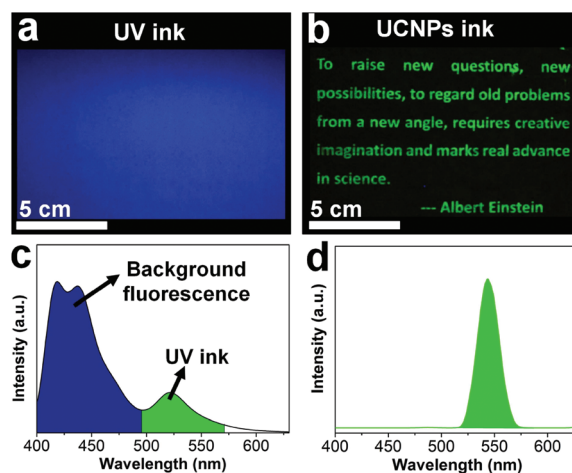 a
UV ink
5 cm
b
UCNPs ink
To raise new questions, new
possibilities, to regard old problems
from a new angle, requires creative
imagination and marks real advance
in science.
--- Albert Einstein
5 cm
c
Background
fluorescence
UV ink
Intensity (a.u.)
400 450 500 550 600
Wavelength (nm)
d
Intensity (a.u.)
400 450 500 550 600
Wavelength (nm)